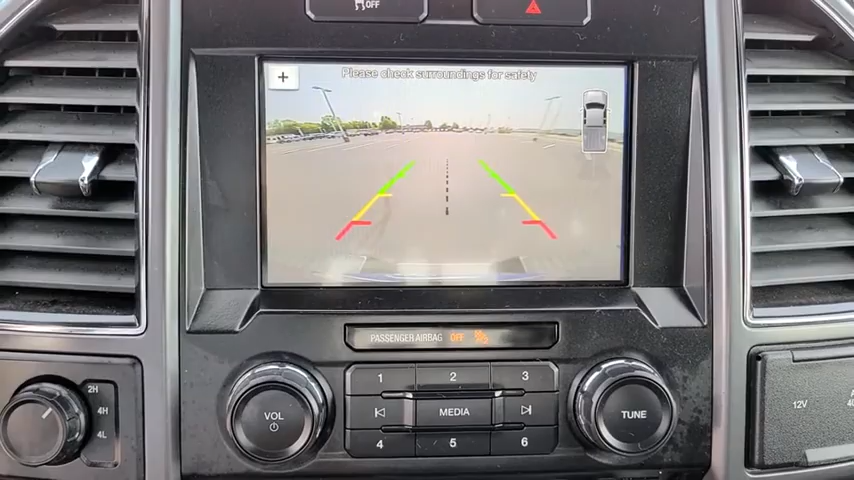 OFF
+
Please check surroundings for safety
PASSENGER AIRBAG OFF
1 2 3
VOL
MEDIA
TUNE
4 5 6
2H
4H
4L
12V